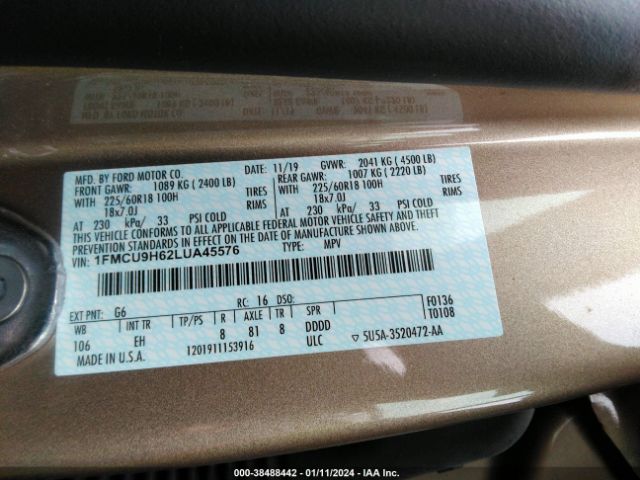 MFD. BY FORD MOTOR CO.
DATE: 11/19 GVWR: 2041 KG ( 4500 LB)
FRONT GAWR: 1089 KG ( 2400 LB)
REAR GAWR: 1007 KG ( 2220 LB)
WITH 225/60R18 100H TIRES
WITH 225/60R18 100H TIRES
18x7.0J RIMS
18x7.0J RIMS
AT 230 kPa/ 33 PSI COLD
AT 230 kPa/ 33 PSI COLD
THIS VEHICLE CONFORMS TO ALL APPLICABLE FEDERAL MOTOR VEHICLE SAFETY AND THEFT
PREVENTION STANDARDS IN EFFECT ON THE DATE OF MANUFACTURE SHOWN ABOVE.
VIN: 1FMCU9H62LUA45576 TYPE: MPV
EXT PNT: G6 RC: 16 DSO: F0136
WB INT TR TP/PS R AXLE TR SPR T0108
106 EH 8 81 8 DDDD
MADE IN U.S.A. 1201911153916 ULC 5U5A-3520472-AA
000-38488442 - 01/11/2024 - IAA Inc.